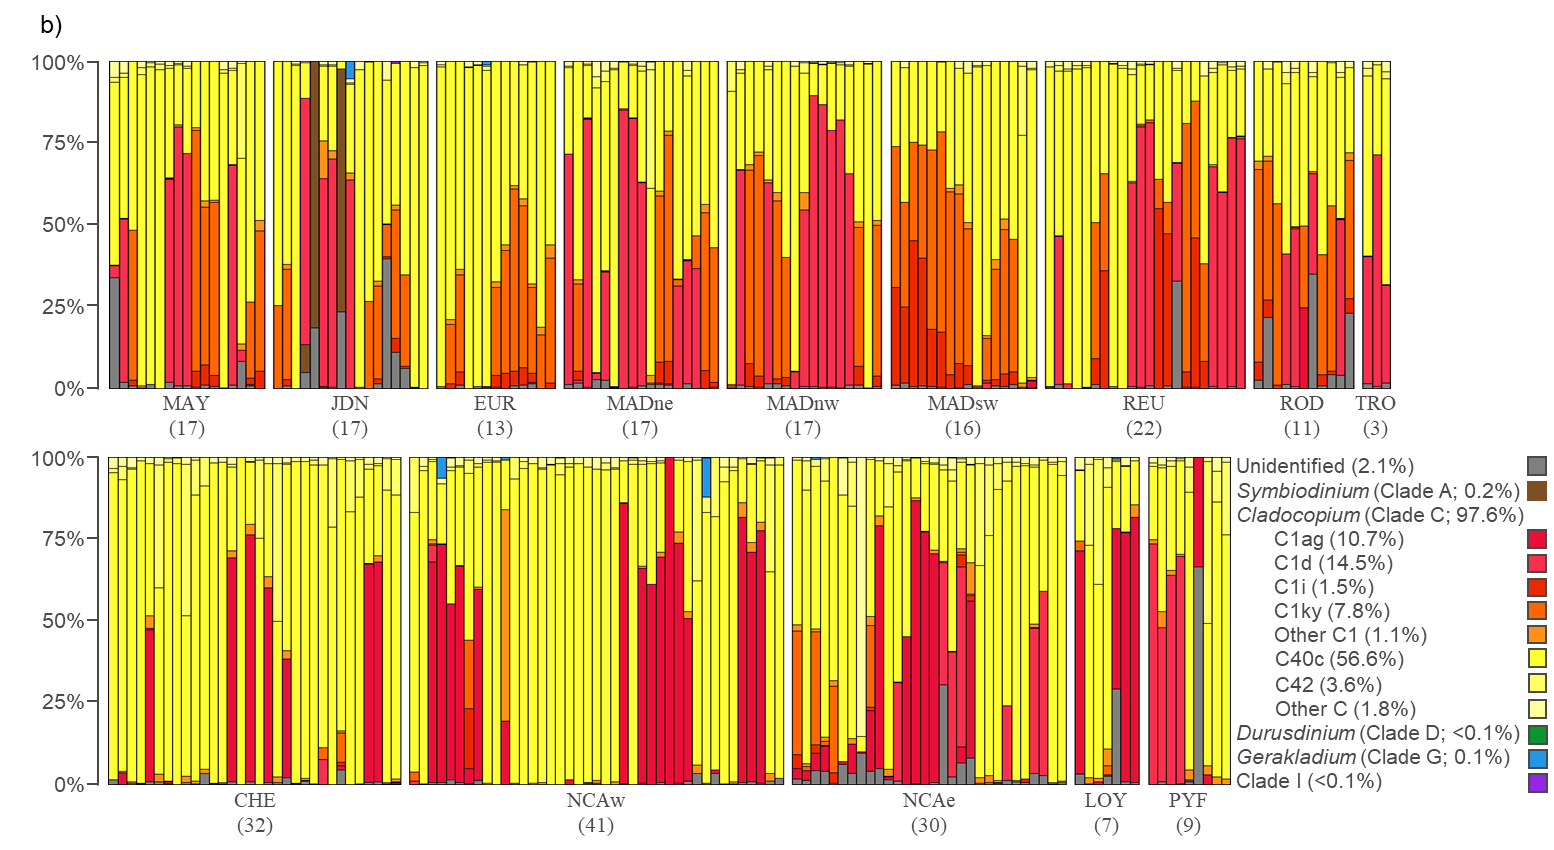 b)
100%
75%
50%
25%
0%
MAY JDN EUR MADne MADnw MADsw REU ROD TRO
(17) (17) (13) (17) (17) (16) (22) (11) (3)
100%
75%
50%
25%
0%
CHE NCAw NCAe LOY PYF
(32) (41) (30) (7) (9)
Unidentified (2.1%)
Symbiodinium (Clade A; 0.2%)
Cladocopium (Clade C; 97.6%)
C1ag (10.7%)
C1d (14.5%)
C1i (1.5%)
C1ky (7.8%)
Other C1 (1.1%)
C40c (56.6%)
C42 (3.6%)
Other C (1.8%)
Durusdinium (Clade D; <0.1%)
Gerakladium (Clade G; 0.1%)
Clade I (<0.1%)